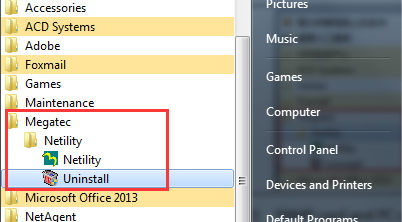 Accessories
ACD Systems
Adobe
Foxmail
Games
Maintenance
Megatec
Netility
Netility
Uninstall
Microsoft Office 2013
NetAgent
Pictures
Music
Games
Computer
Control Panel
Devices and Printers
Default Programs